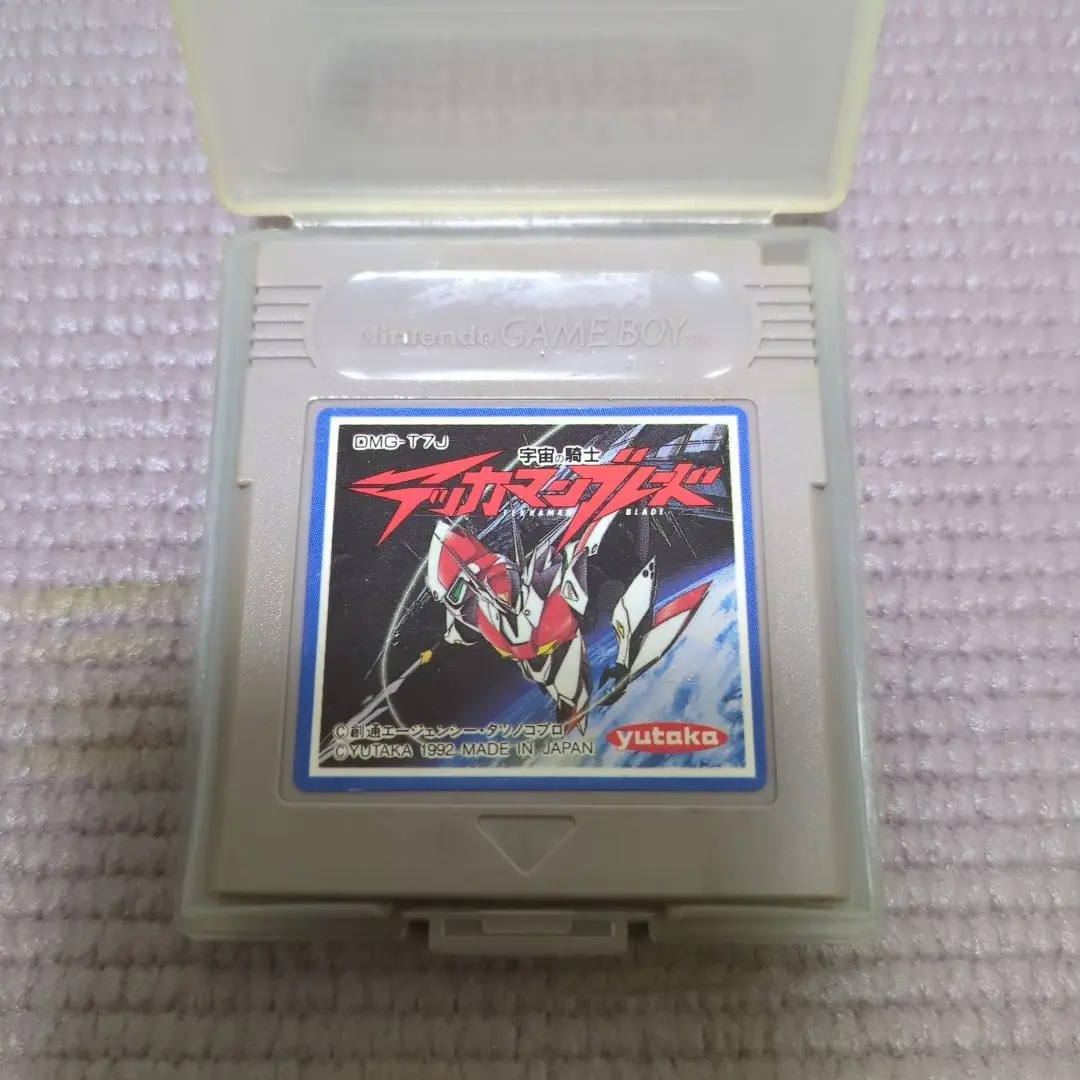 Nintendo GAME BOY TM
DMG-T7J
宇宙の騎士
テッカマンブレード
TEKKAMAN BLADE
©創通エージェンシー・タツノコプロ
©YUTAKA 1992 MADE IN JAPAN
yutaka